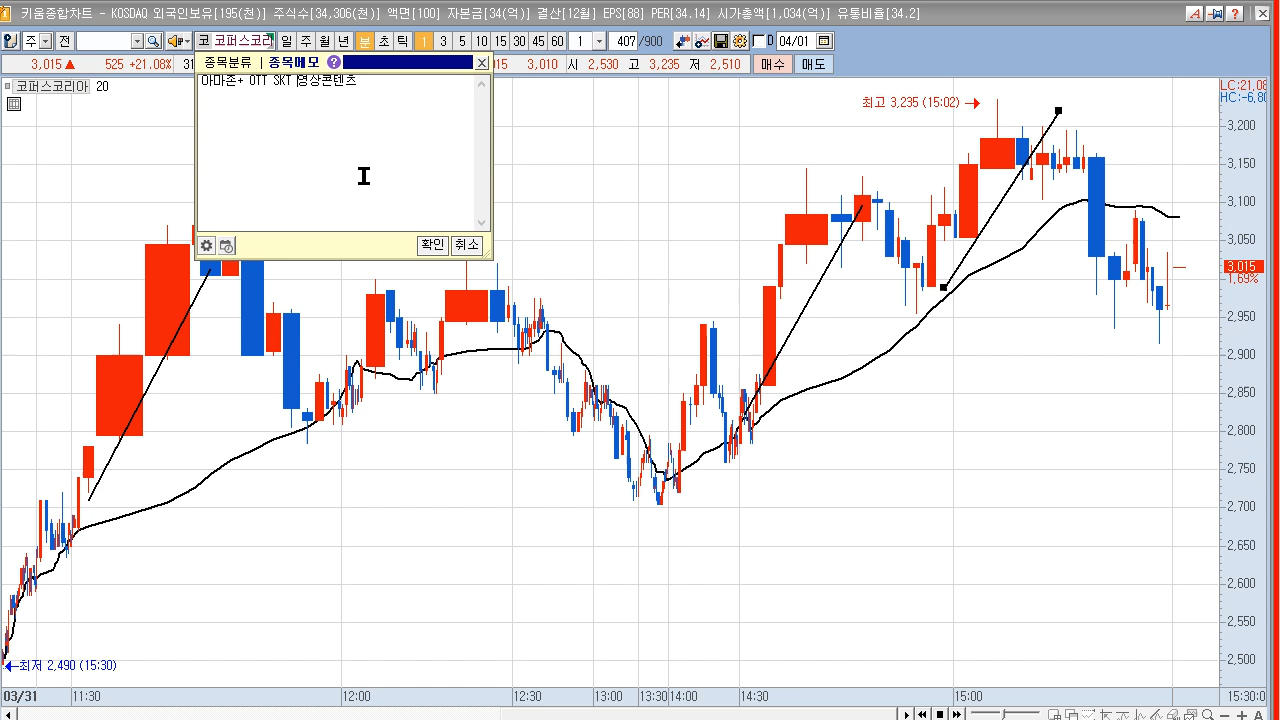 키움종합차트 - KOSDAQ 외국인보유[195(천)] 주식수[34,306(천)] 액면[100] 자본금[34(억)] 결산[12월] EPS[88] PER[34.14] 시가총액[1,034(억)] 유통비율[34.2]
주 전 코 코퍼스코리 일 주 월 년 분 초 틱 1 3 5 10 15 30 45 60 1 407 /900 D 04/01
3,015 ▲ 525 +21.08% 3,010 시 2,530 고 3,235 저 2,510 매수 매도
종목분류 | 종목메모 ?
아마존+ OTT SKT 영상콘텐츠
확인 취소
코퍼스코리아 20
LC:21,08
HC:-6,80
최고 3,235 (15:02) →
3,200
3,150
3,100
3,050
3,015
1,69%
2,950
2,900
2,850
2,800
2,750
2,700
2,650
2,600
2,550
2,500
←최저 2,490 (15:30)
03/31 11:30 12:00 12:30 13:00 13:30 14:00 14:30 15:00 15:30:0